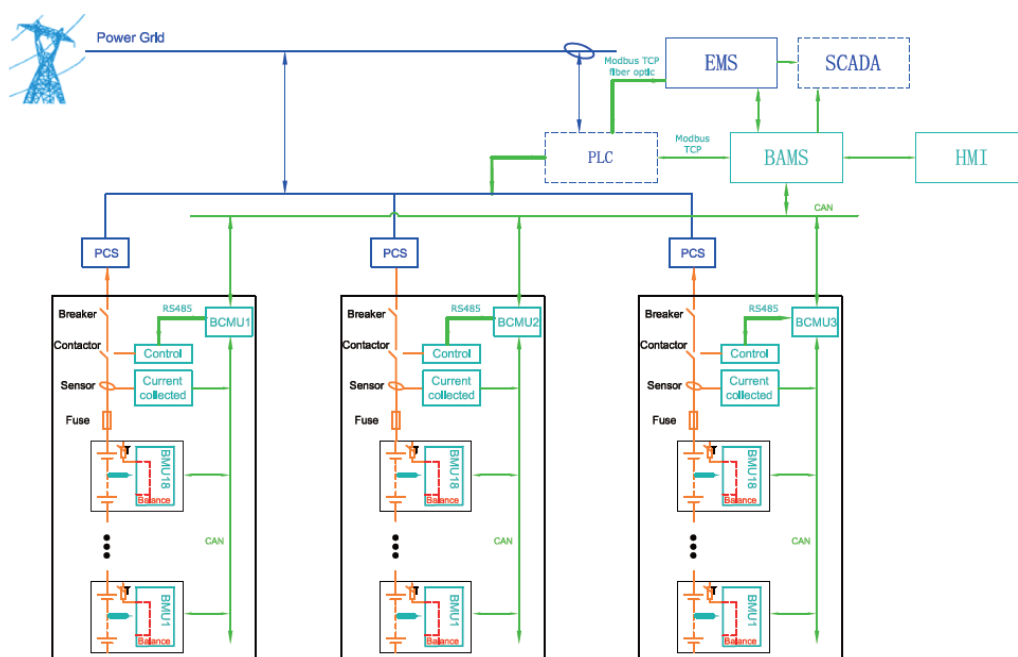 Power Grid
Modbus TCP
fiber optic
EMS
SCADA
PLC
Modbus
TCP
BAMS
HMI
CAN
PCS
PCS
PCS
Breaker
RS485
BCMU1
Contactor
Control
Sensor
Current
collected
Fuse
T
BMU18
Balance
CAN
T
BMU1
Balance
Breaker
RS485
BCMU2
Contactor
Control
Sensor
Current
collected
Fuse
T
BMU18
Balance
CAN
T
BMU1
Balance
Breaker
RS485
BCMU3
Contactor
Control
Sensor
Current
collected
Fuse
T
BMU18
Balance
CAN
T
BMU1
Balance